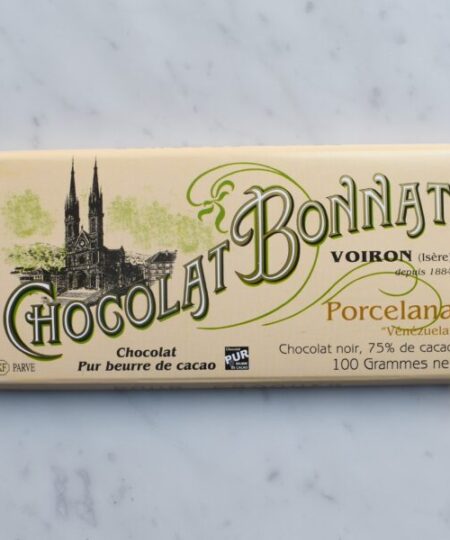 CHOCOLAT BONNAT
VOIRON (Isère
depuis 1884
Porcelana
"Venezuela
Chocolat
Pur beurre de cacao
PUR
Chocolat noir, 75% de cacao
100 Grammes ne
PARVE